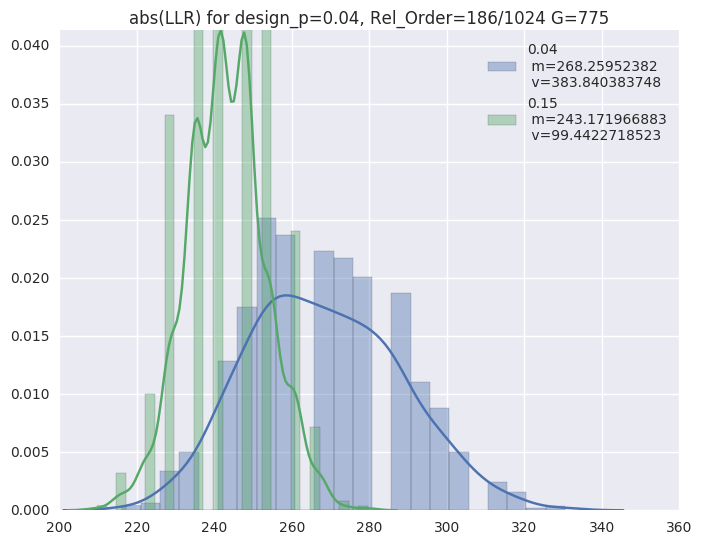 abs(LLR) for design_p=0.04, Rel_Order=186/1024 G=775
0.04
m=268.25952382
v=383.840383748
0.15
m=243.171966883
v=99.4422718523
0.040
0.035
0.030
0.025
0.020
0.015
0.010
0.005
0.000
200 220 240 260 280 300 320 340 360